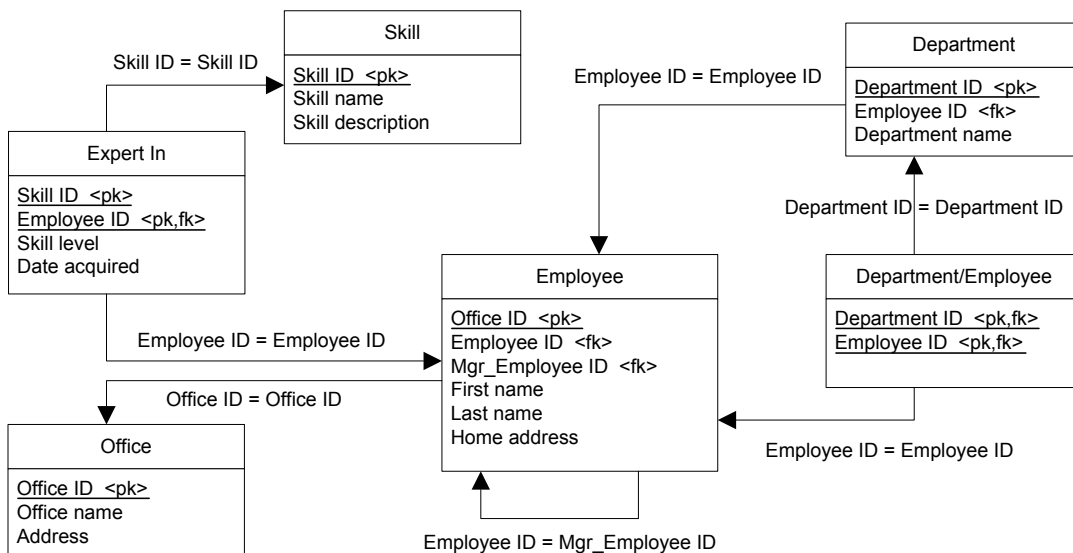 Skill
Skill ID <pk>
Skill name
Skill description
Department
Department ID <pk>
Employee ID <fk>
Department name
Skill ID = Skill ID
Employee ID = Employee ID
Expert In
Skill ID <pk>
Employee ID <pk,fk>
Skill level
Date acquired
Department ID = Department ID
Employee
Office ID <pk>
Employee ID <fk>
Mgr_Employee ID <fk>
First name
Last name
Home address
Department/Employee
Department ID <pk,fk>
Employee ID <pk,fk>
Employee ID = Employee ID
Office ID = Office ID
Office
Office ID <pk>
Office name
Address
Employee ID = Employee ID
Employee ID = Mgr_Employee ID